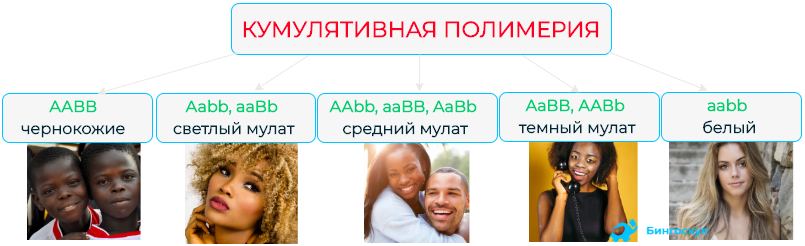 КУМУЛЯТИВНАЯ ПОЛИМЕРИЯ
AABB
чернокожие
Aabb, aaBb
светлый мулат
AAbb, aaBB, AaBb
средний мулат
AaBB, AABb
темный мулат
aabb
белый